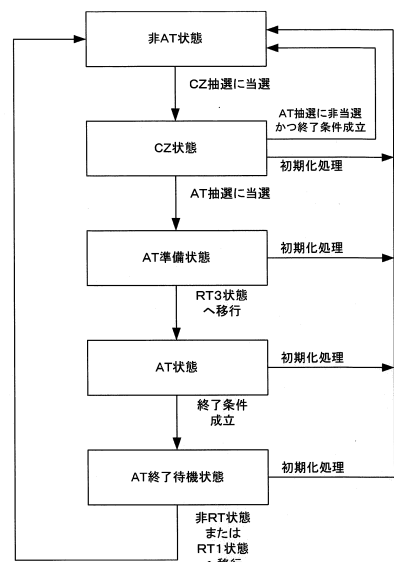 非AT状態
CZ抽選に当選
AT抽選に非当選
かつ終了条件成立
CZ状態
初期化処理
AT抽選に当選
AT準備状態
初期化処理
RT3状態
へ移行
AT状態
初期化処理
終了条件
成立
AT終了待機状態
初期化処理
非RT状態
または
RT1状態